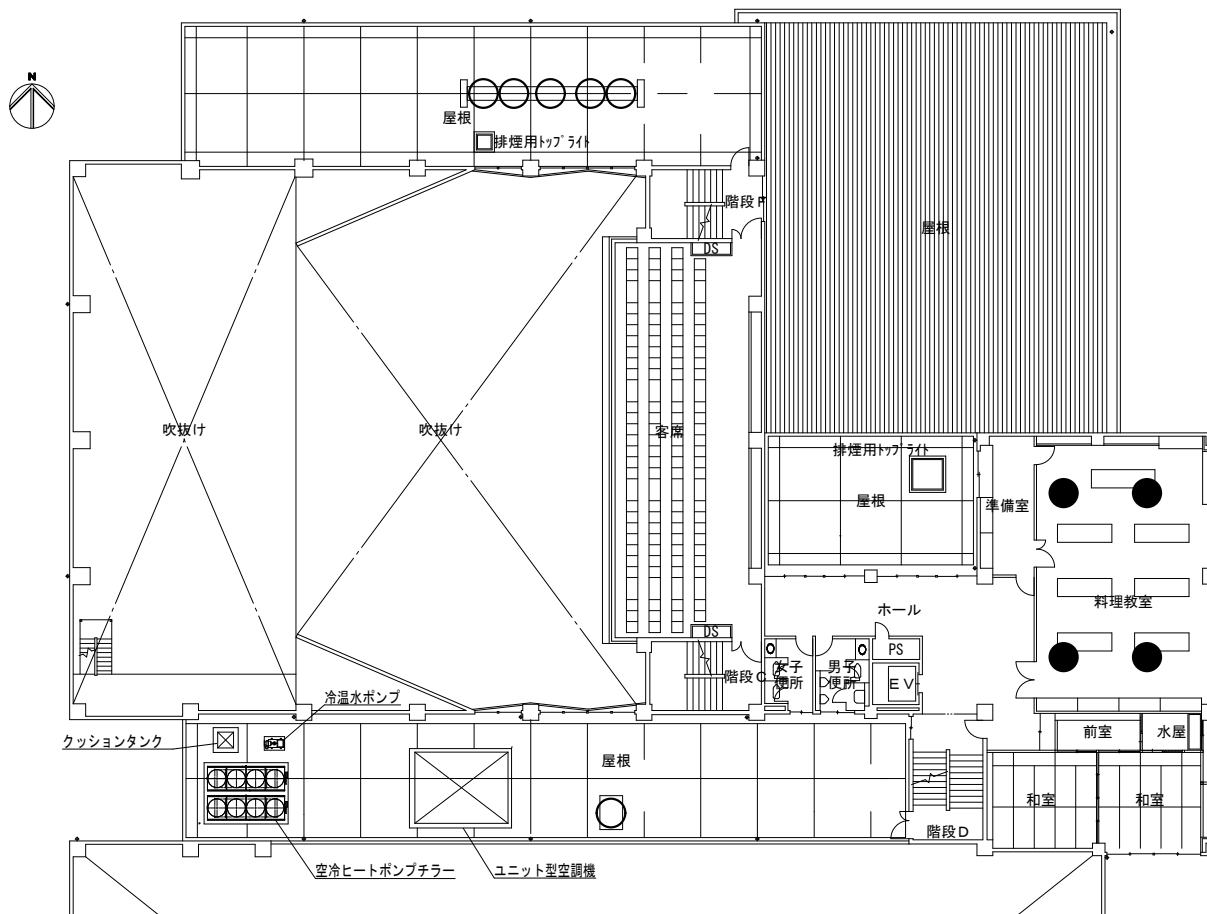 N
屋根
排煙用トップライト
階段F
DS
屋根
吹抜け
吹抜け
客席
排煙用トップライト
屋根
準備室
料理教室
ホール
DS
PS
女子
便所
男子
便所
EV
階段C
冷温水ポンプ
クッションタンク
屋根
前室
水屋
和室
和室
階段D
空冷ヒートポンプチラー
ユニット型空調機